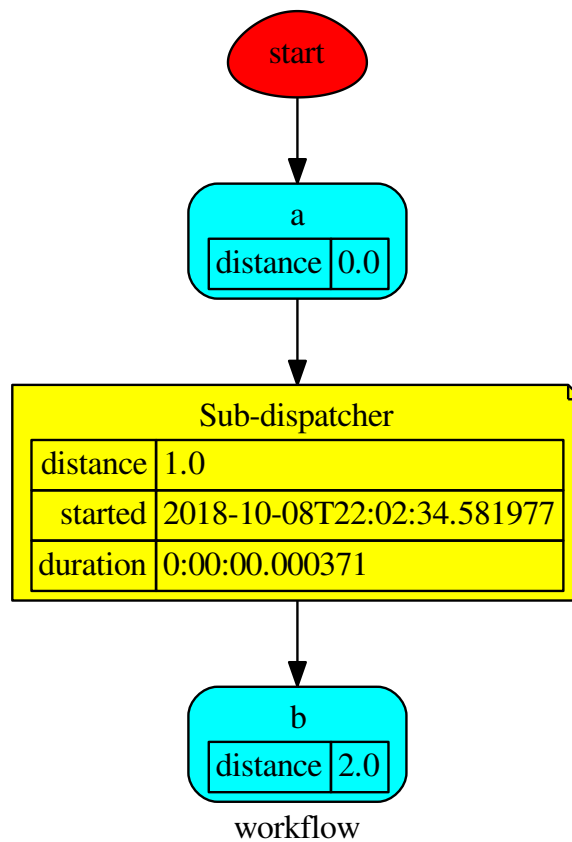 start
a
distance 0.0
Sub-dispatcher
distance 1.0
started 2018-10-08T22:02:34.581977
duration 0:00:00.000371
b
distance 2.0
workflow